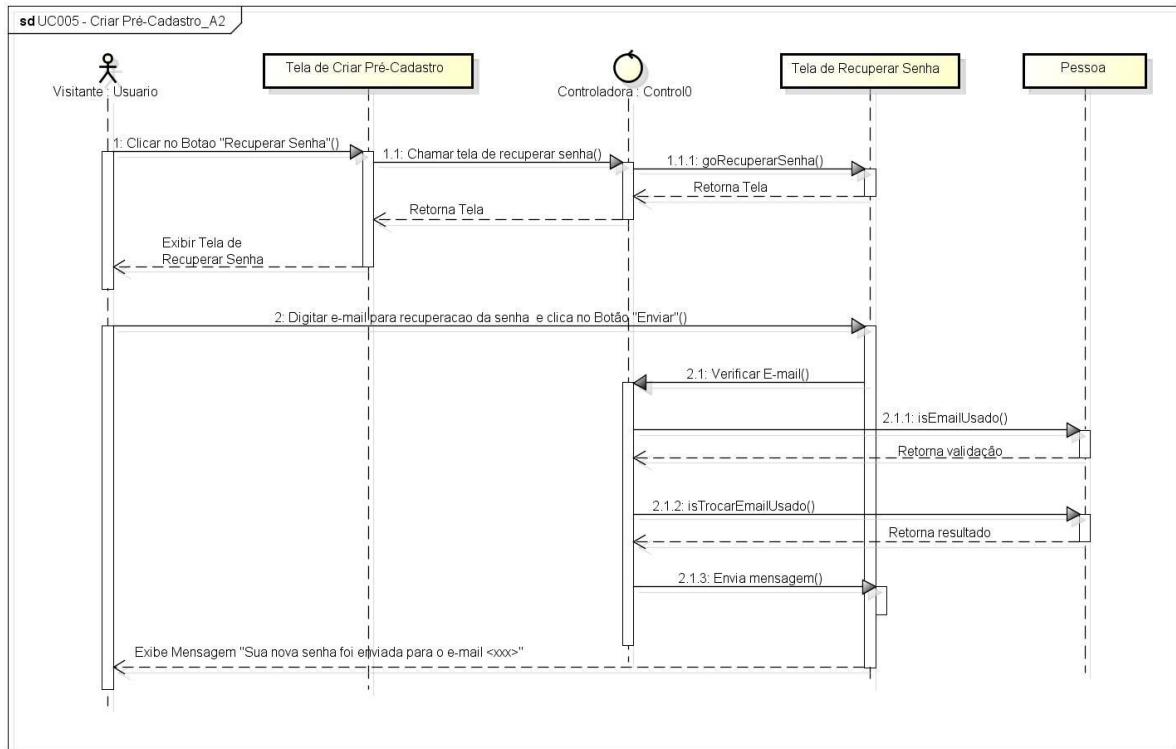 sd UC005 - Criar Pré-Cadastro_A2
Visitante : Usuario
Tela de Criar Pré-Cadastro
Controladora : Control0
Tela de Recuperar Senha
Pessoa
1: Clicar no Botao "Recuperar Senha"()
1.1: Chamar tela de recuperar senha()
1.1.1: goRecuperarSenha()
Retorna Tela
Retorna Tela
Exibir Tela de
Recuperar Senha
2: Digitar e-mail para recuperacao da senha e clica no Botão "Enviar"()
2.1: Verificar E-mail()
2.1.1: isEmailUsado()
Retorna validação
2.1.2: isTrocarEmailUsado()
Retorna resultado
2.1.3: Envia mensagem()
Exibe Mensagem "Sua nova senha foi enviada para o e-mail <xxx>"